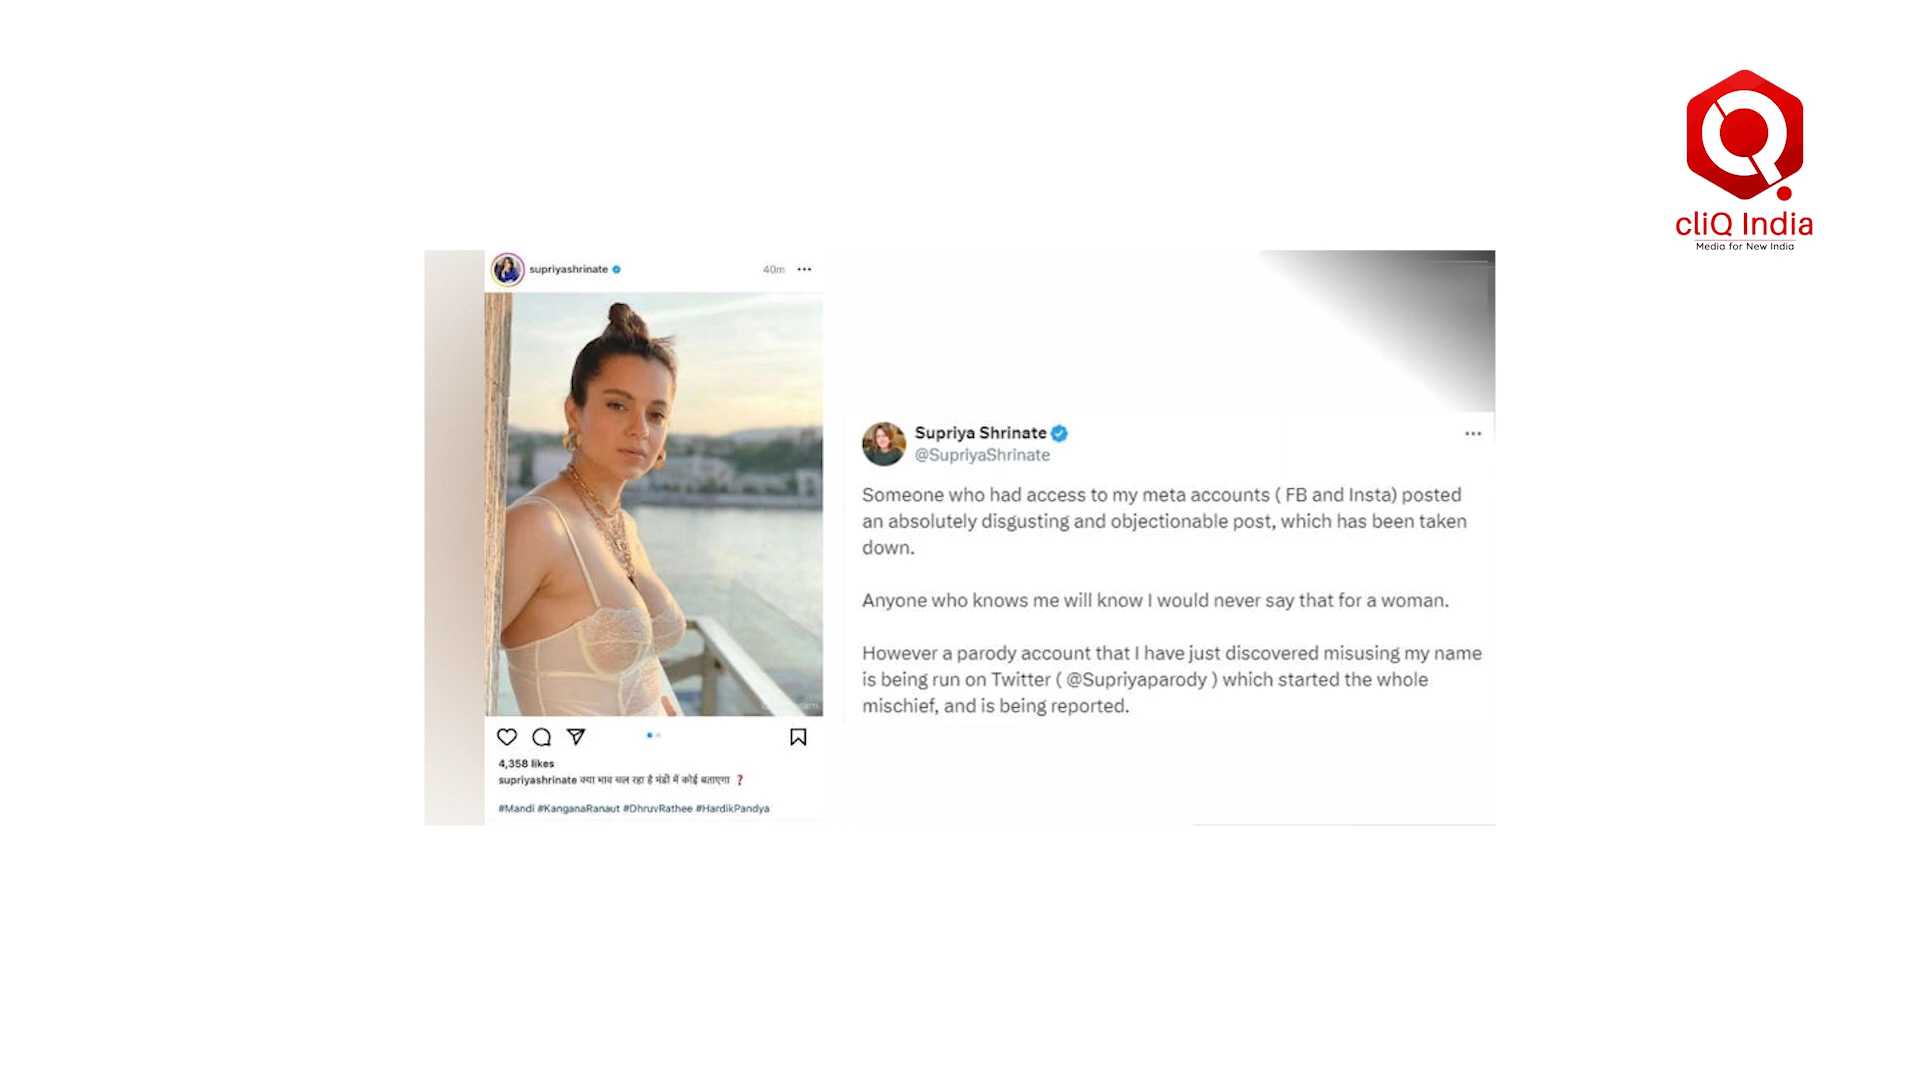 cliQ India
Media for New India
supriyashrinate
40m
4,358 likes
supriyashrinate क्या भाव चल रहा है मंडी में कोई बताएगा ❓
#Mandi #KanganaRanaut #DhruvRathee #HardikPandya
Supriya Shrinate
@SupriyaShrinate
Someone who had access to my meta accounts ( FB and Insta) posted
an absolutely disgusting and objectionable post, which has been taken
down.
Anyone who knows me will know I would never say that for a woman.
However a parody account that I have just discovered misusing my name
is being run on Twitter ( @Supriyaparody ) which started the whole
mischief, and is being reported.